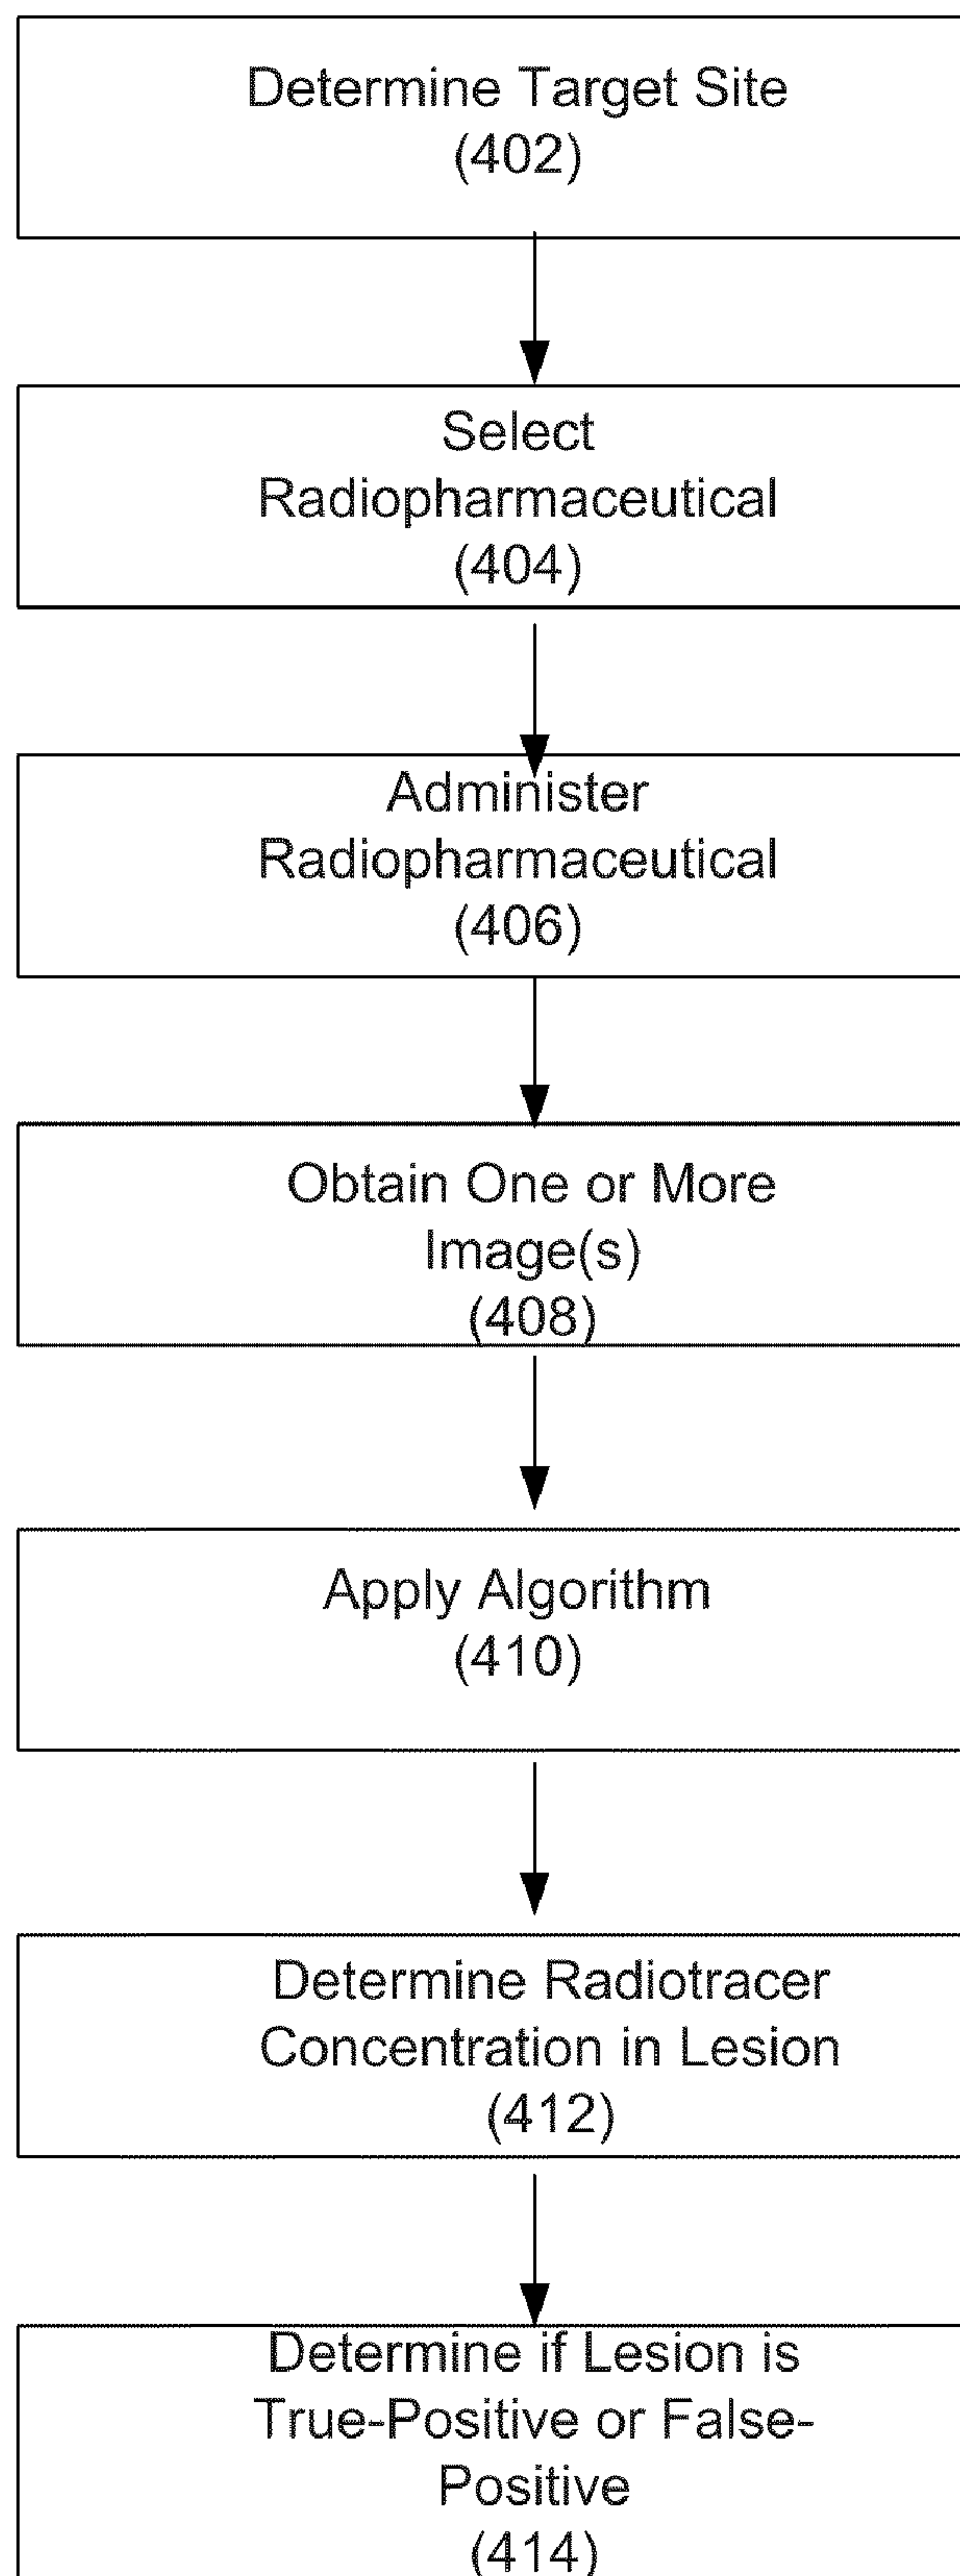 Determine Target Site
(402)
Select
Radiopharmaceutical
(404)
Administer
Radiopharmaceutical
(406)
Obtain One or More
Image(s)
(408)
Apply Algorithm
(410)
Determine Radiotracer
Concentration in Lesion
(412)
Determine if Lesion is
True-Positive or False-
Positive
(414)